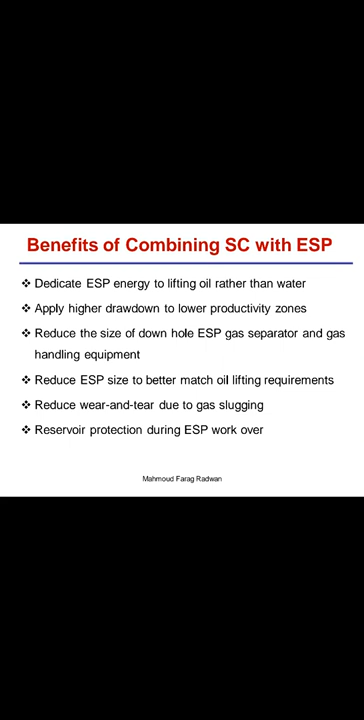 Benefits of Combining SC with ESP
❖ Dedicate ESP energy to lifting oil rather than water
❖ Apply higher drawdown to lower productivity zones
❖ Reduce the size of down hole ESP gas separator and gas
handling equipment
❖ Reduce ESP size to better match oil lifting requirements
❖ Reduce wear-and-tear due to gas slugging
❖ Reservoir protection during ESP work over
Mahmoud Farag Radwan